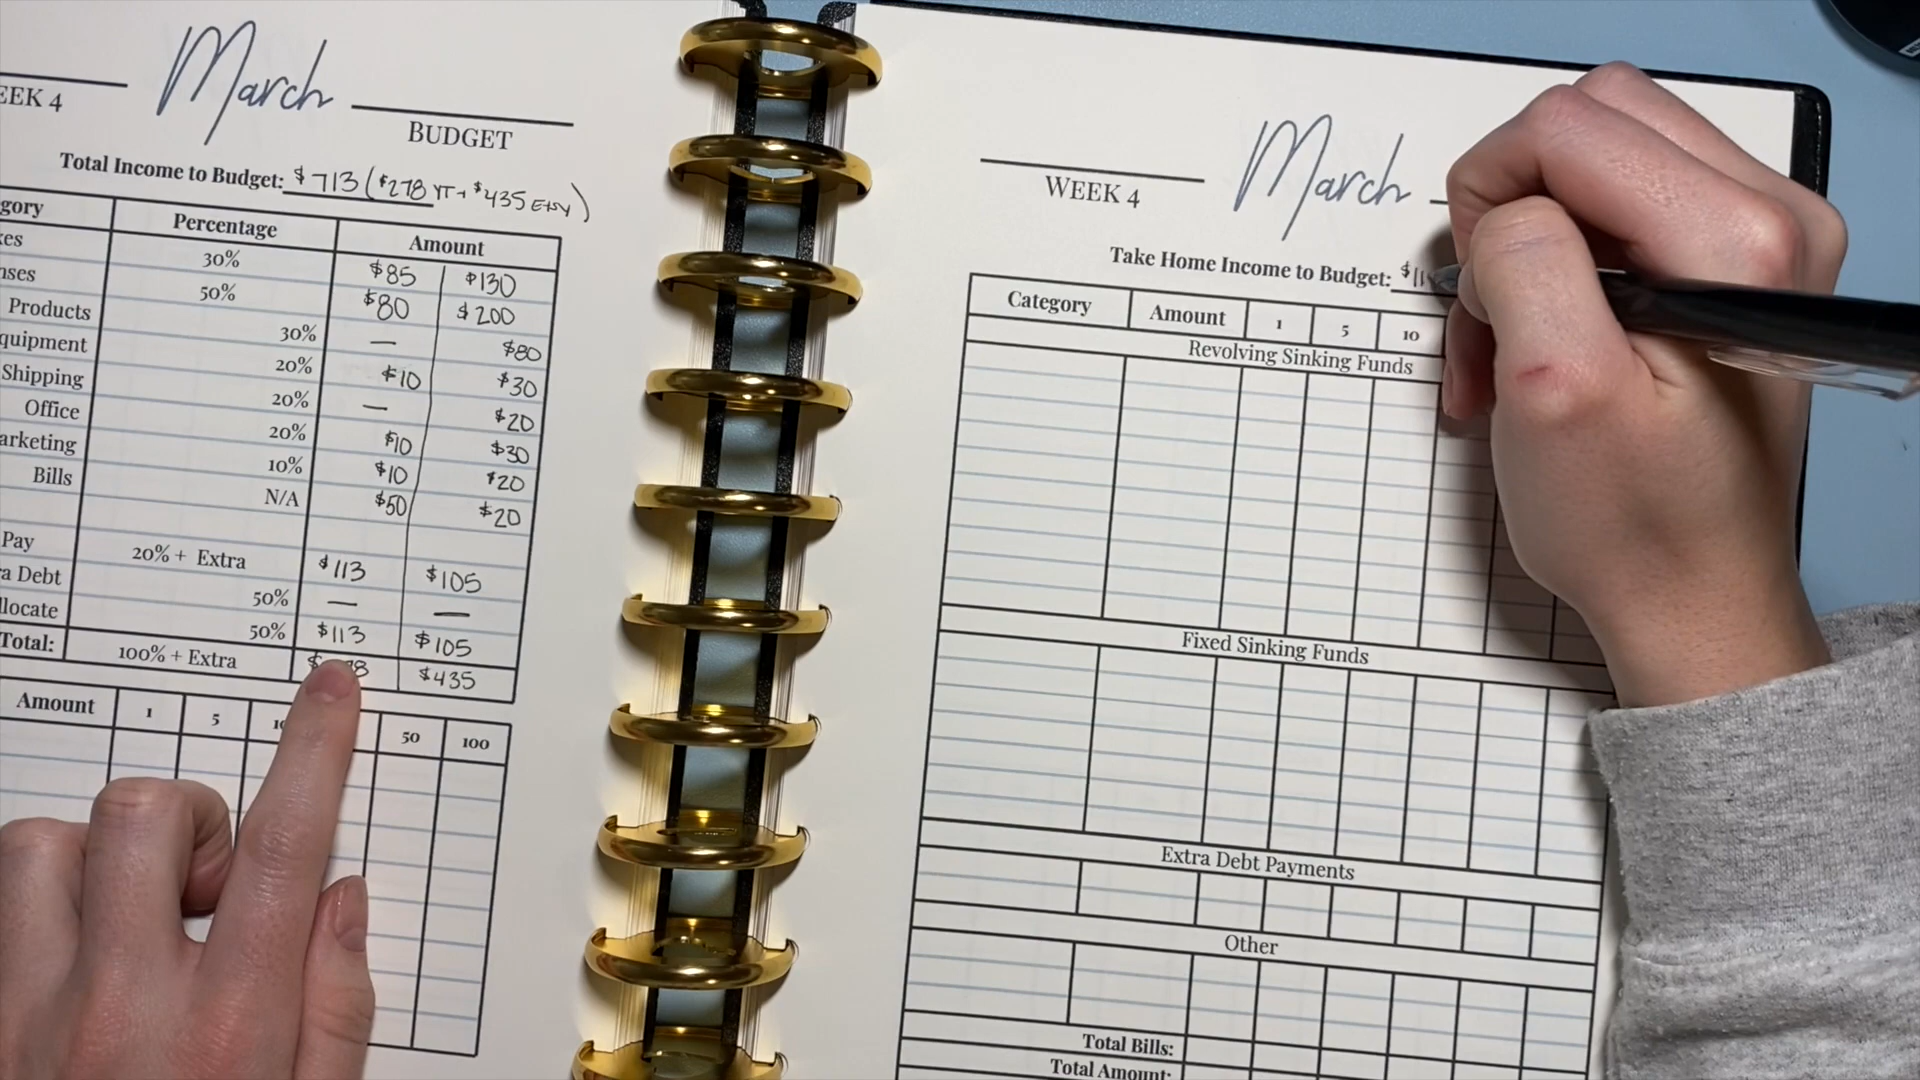 EEK 4 March BUDGET
Total Income to Budget: $713 ($278 YT + $435 Etsy)
gory Percentage Amount
xes 30% $85 $130
nses 50% $80 $200
Products 30% — $80
quipment 20% $10 $30
Shipping 20% — $20
Office 20% $10 $30
arketing 10% $10 $20
Bills N/A $50 $20
Pay 20% + Extra $113 $105
a Debt 50% — —
llocate 50% $113 $105
Total: 100% + Extra $435
Amount 1 5 50 100
WEEK 4 March
Take Home Income to Budget: $11
Category Amount 1 5 10
Revolving Sinking Funds
Fixed Sinking Funds
Extra Debt Payments
Other
Total Bills:
Total Amount: